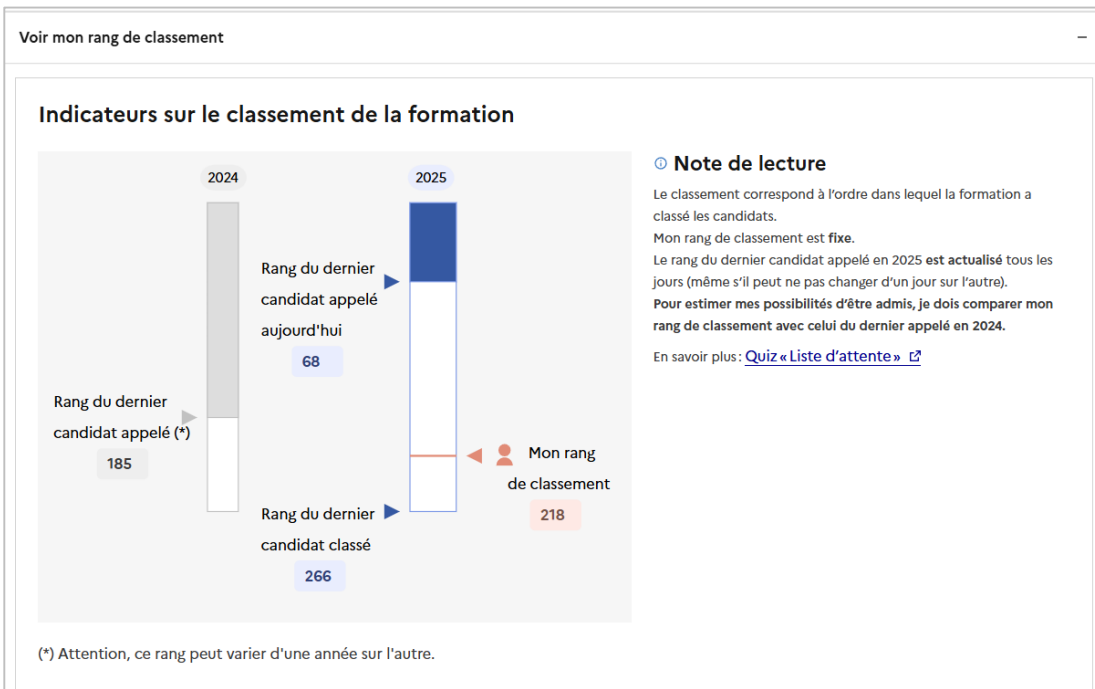 Voir mon rang de classement
−
Indicateurs sur le classement de la formation
2024
2025
Rang du dernier
candidat appelé
aujourd'hui
68
Rang du dernier
candidat appelé (*)
185
Mon rang
de classement
218
Rang du dernier
candidat classé
266
Note de lecture
Le classement correspond à l'ordre dans lequel la formation a
classé les candidats.
Mon rang de classement est fixe.
Le rang du dernier candidat appelé en 2025 est actualisé tous les
jours (même s'il peut ne pas changer d'un jour sur l'autre).
Pour estimer mes possibilités d'être admis, je dois comparer mon
rang de classement avec celui du dernier appelé en 2024.
En savoir plus : Quiz « Liste d'attente »
(*) Attention, ce rang peut varier d'une année sur l'autre.